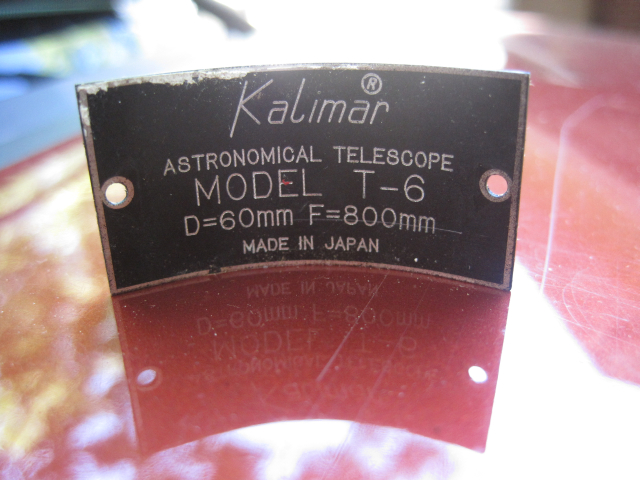 Kalimar®
ASTRONOMICAL TELESCOPE
MODEL T-6
D=60mm F=800mm
MADE IN JAPAN